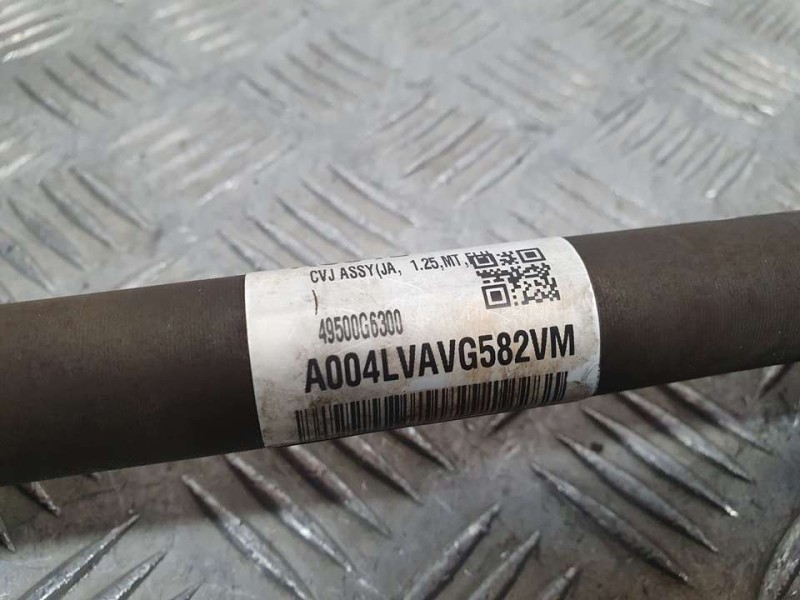 CVJ ASSY(JA, 1.25,MT,
)
49500G6300
A004LVAVG582VM